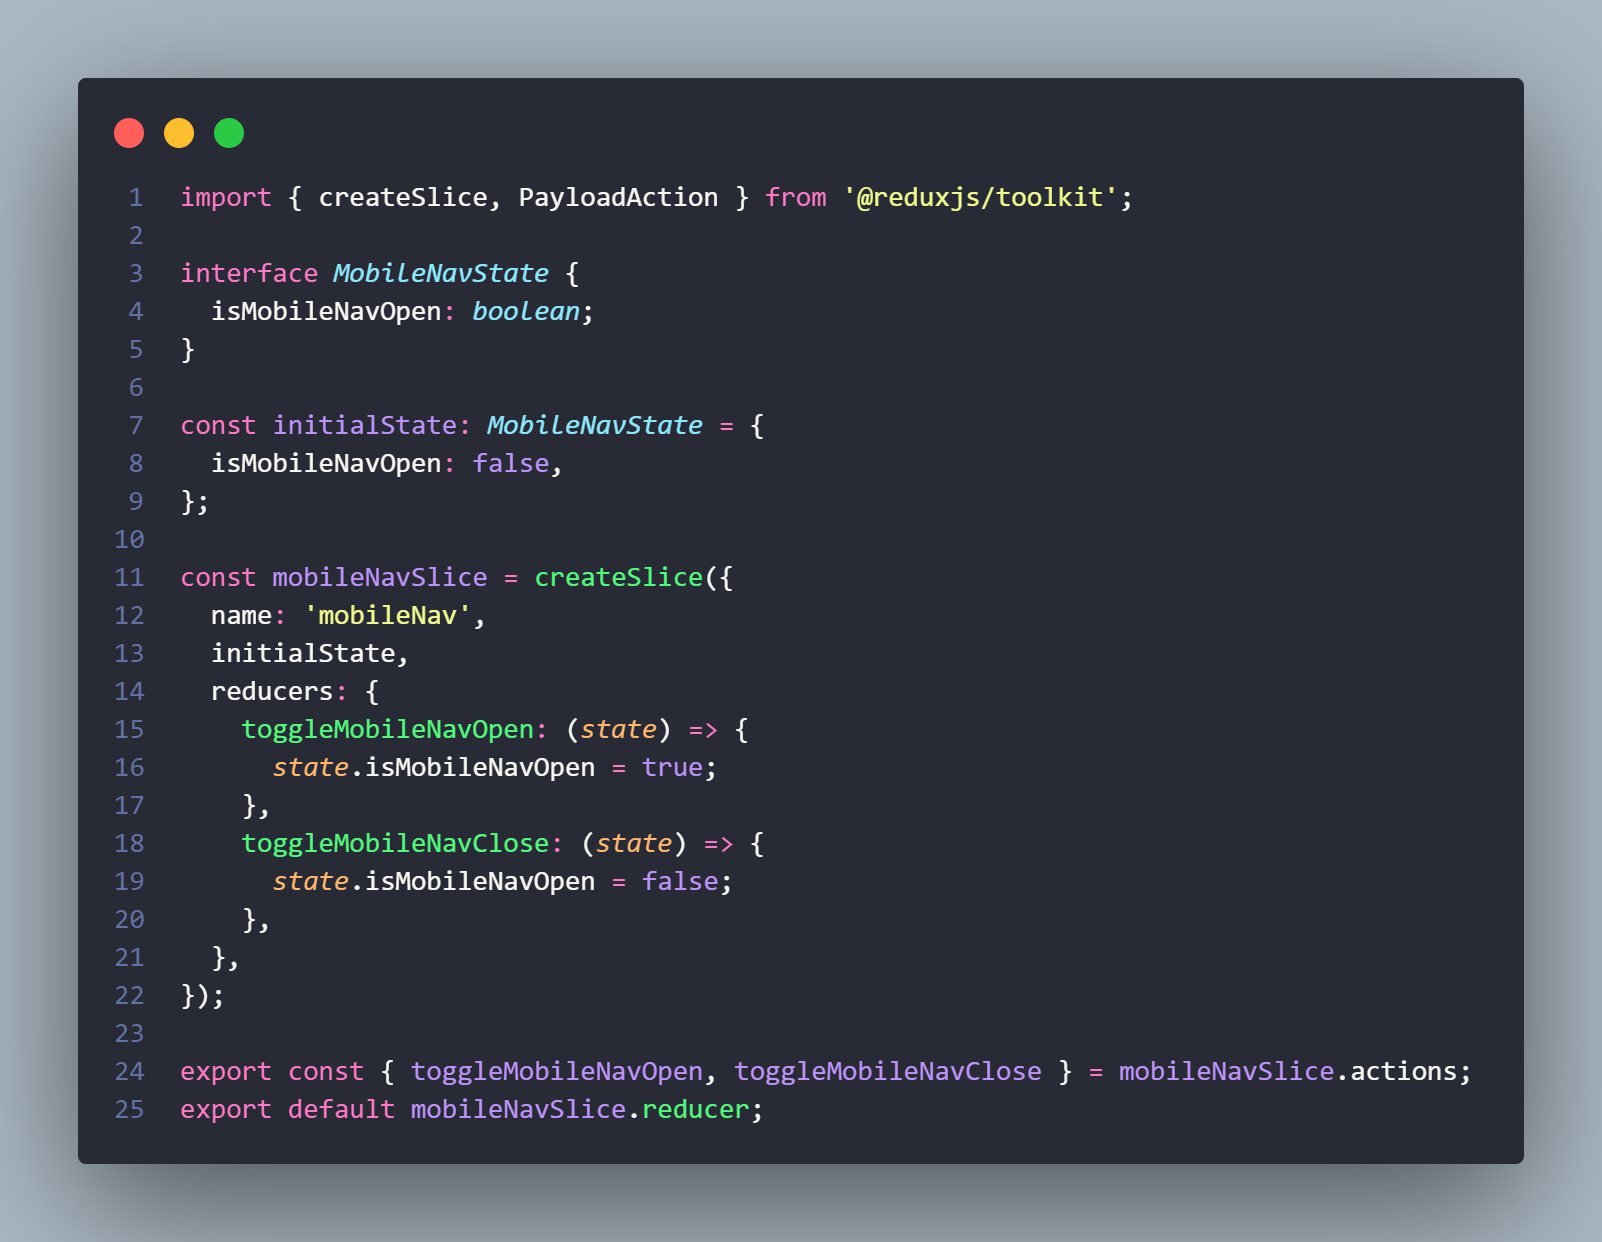 1 import { createSlice, PayloadAction } from '@reduxjs/toolkit';
2
3 interface MobileNavState {
4   isMobileNavOpen: boolean;
5 }
6
7 const initialState: MobileNavState = {
8   isMobileNavOpen: false,
9 };
10
11 const mobileNavSlice = createSlice({
12   name: 'mobileNav',
13   initialState,
14   reducers: {
15     toggleMobileNavOpen: (state) => {
16       state.isMobileNavOpen = true;
17     },
18     toggleMobileNavClose: (state) => {
19       state.isMobileNavOpen = false;
20     },
21   },
22 });
23
24 export const { toggleMobileNavOpen, toggleMobileNavClose } = mobileNavSlice.actions;
25 export default mobileNavSlice.reducer;